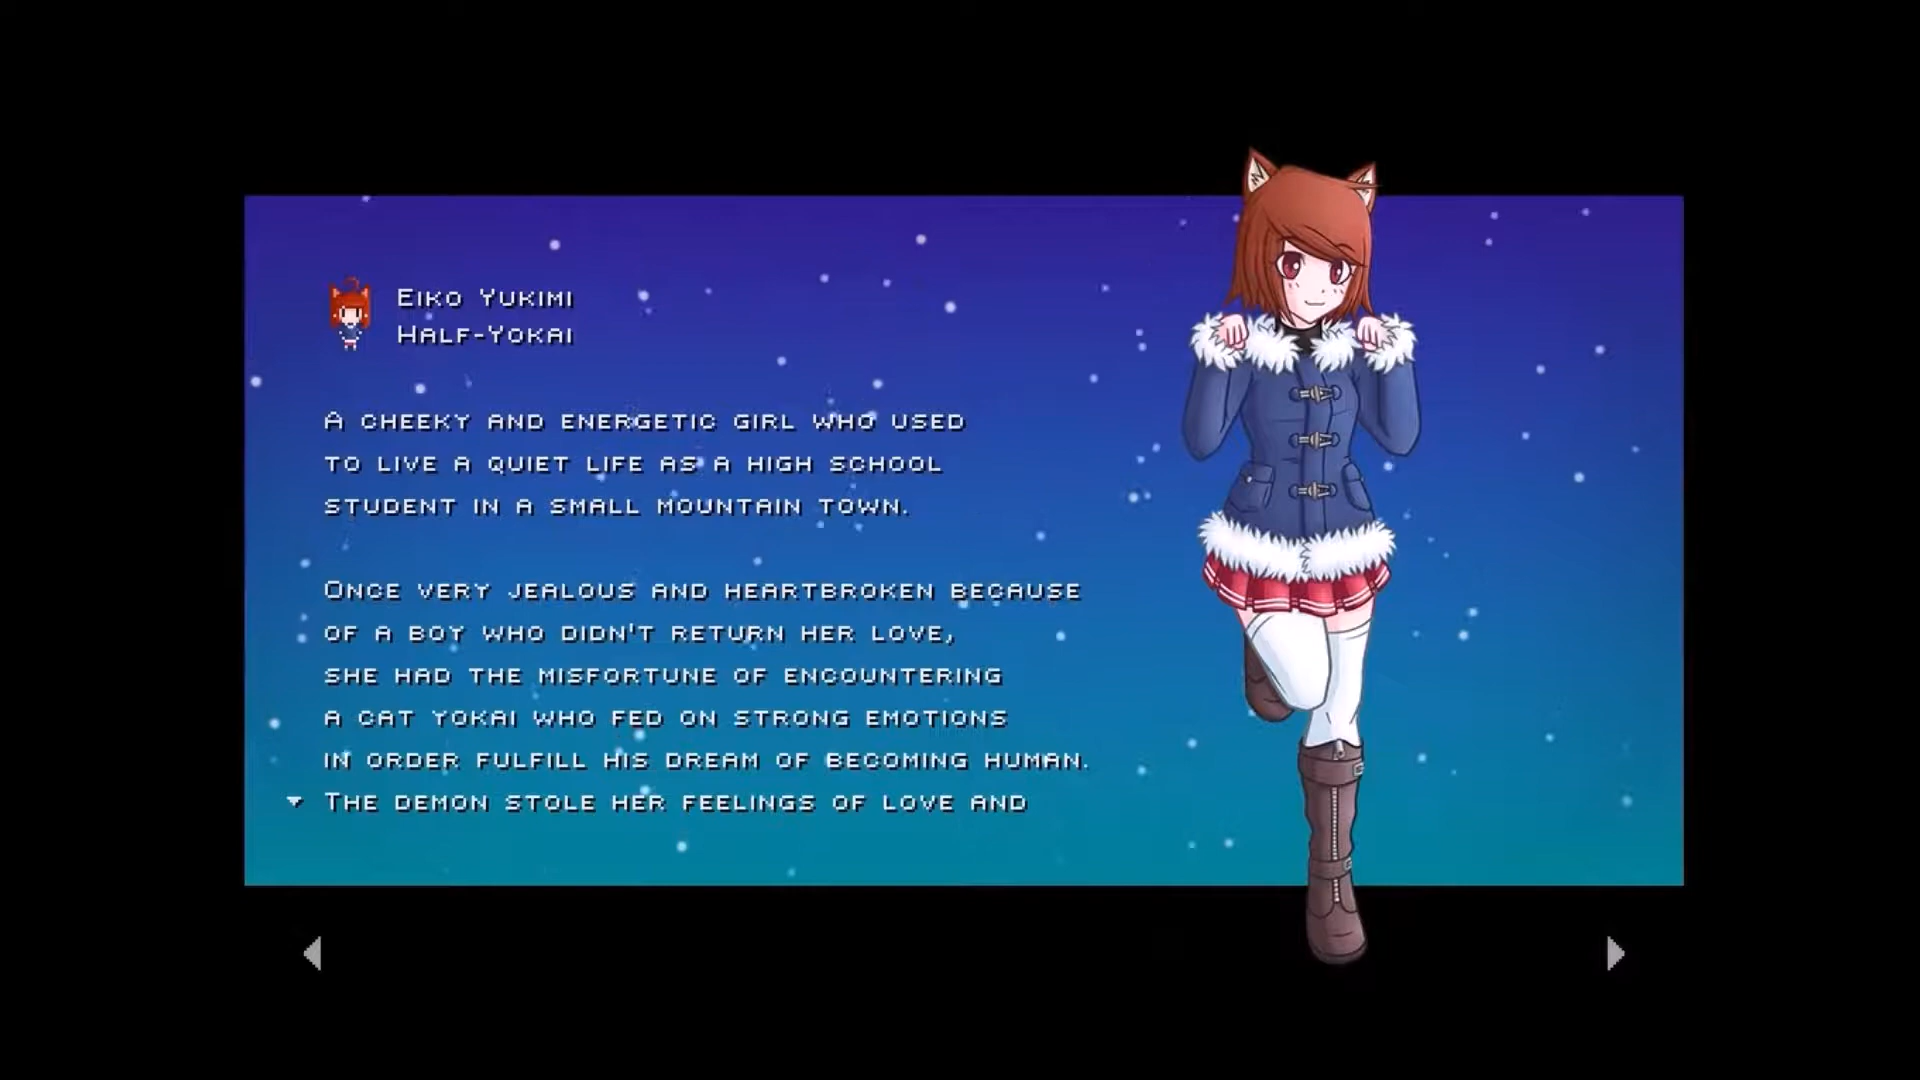 Eiko Yukimi
Half-Yokai
A cheeky and energetic girl who used
to live a quiet life as a high school
student in a small mountain town.
Once very jealous and heartbroken because
of a boy who didn't return her love,
she had the misfortune of encountering
a cat yokai who fed on strong emotions
in order fulfill his dream of becoming human.
The demon stole her feelings of love and